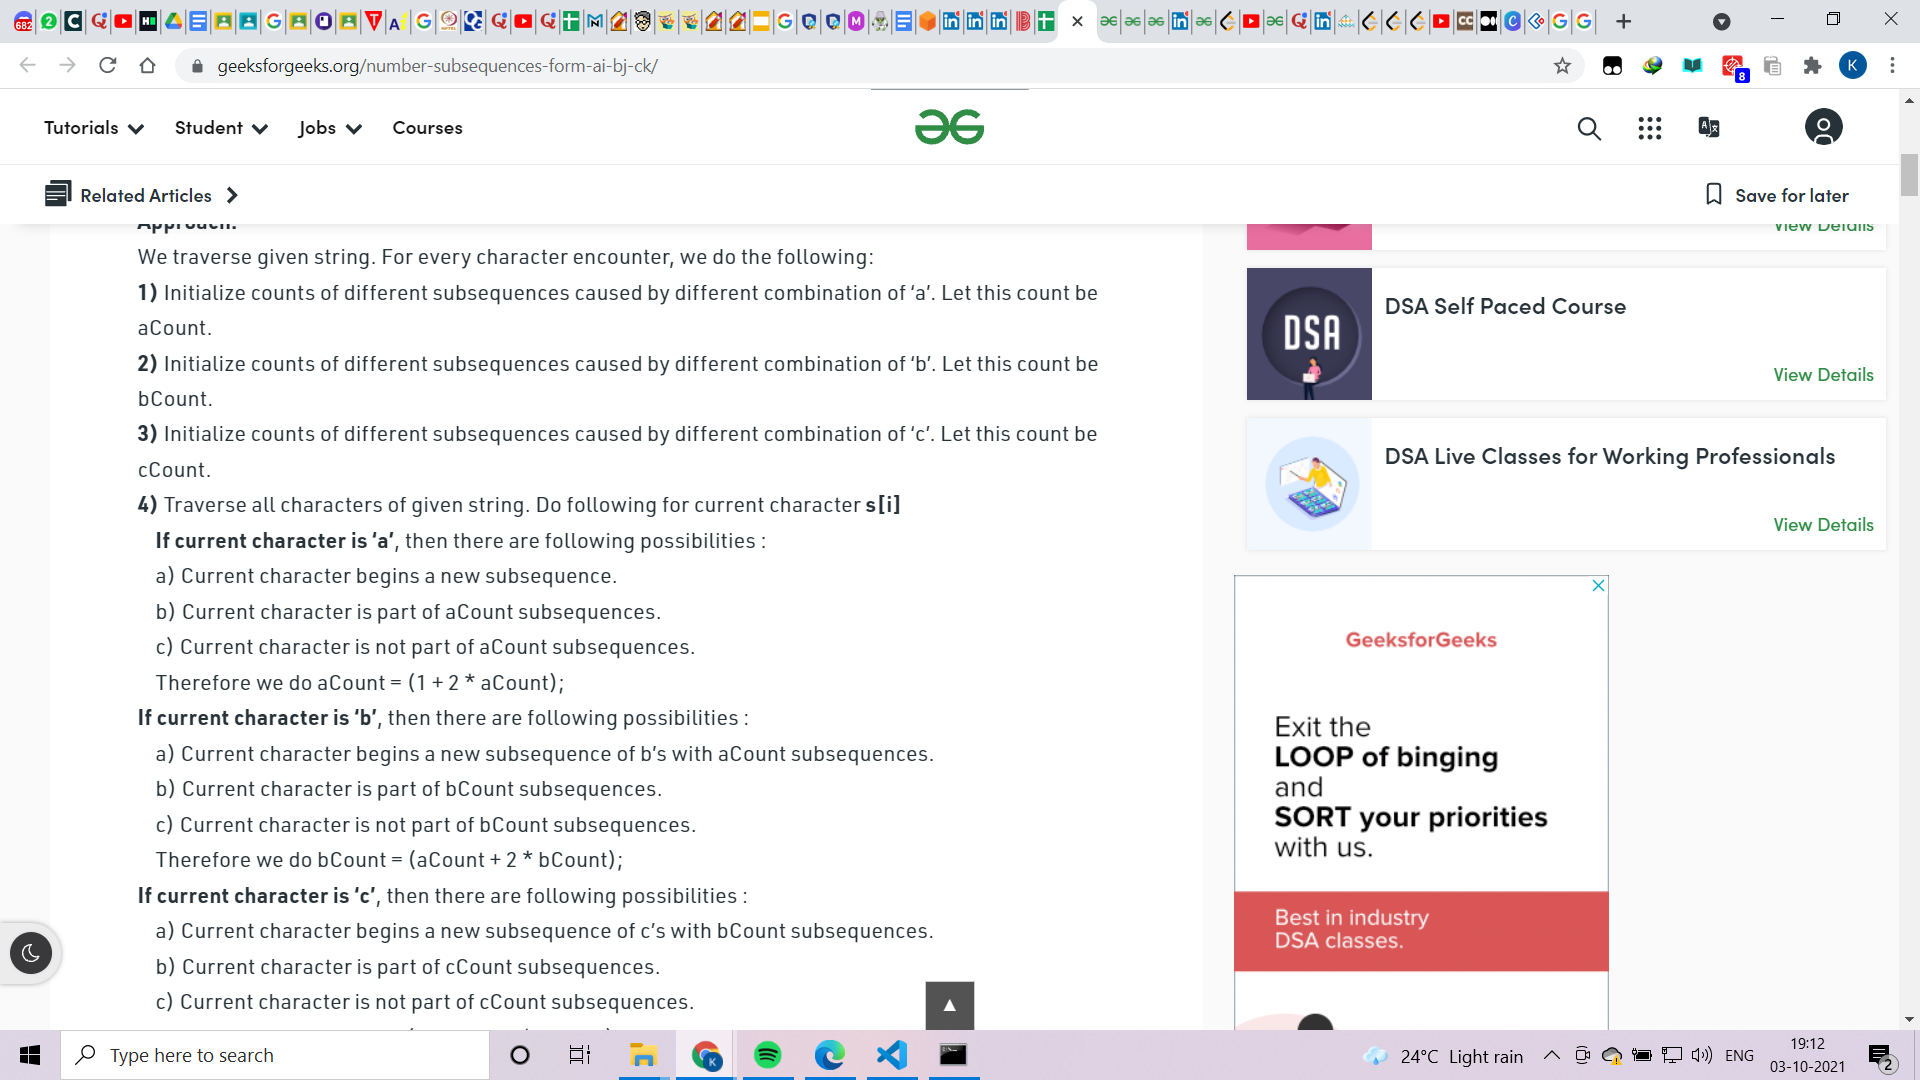 geeksforgeeks.org/number-subsequences-form-ai-bj-ck/
8
K
Tutorials
Student
Jobs
Courses
Related Articles
Save for later
Approach:
We traverse given string. For every character encounter, we do the following:
1) Initialize counts of different subsequences caused by different combination of ‘a’. Let this count be
aCount.
2) Initialize counts of different subsequences caused by different combination of ‘b’. Let this count be
bCount.
3) Initialize counts of different subsequences caused by different combination of ‘c’. Let this count be
cCount.
4) Traverse all characters of given string. Do following for current character s[i]
If current character is ‘a’, then there are following possibilities :
a) Current character begins a new subsequence.
b) Current character is part of aCount subsequences.
c) Current character is not part of aCount subsequences.
Therefore we do aCount = (1 + 2 * aCount);
If current character is ‘b’, then there are following possibilities :
a) Current character begins a new subsequence of b’s with aCount subsequences.
b) Current character is part of bCount subsequences.
c) Current character is not part of bCount subsequences.
Therefore we do bCount = (aCount + 2 * bCount);
If current character is ‘c’, then there are following possibilities :
a) Current character begins a new subsequence of c’s with bCount subsequences.
b) Current character is part of cCount subsequences.
c) Current character is not part of cCount subsequences.
View Details
DSA
DSA Self Paced Course
View Details
DSA Live Classes for Working Professionals
View Details
GeeksforGeeks
Exit the
LOOP of binging
and
SORT your priorities
with us.
Best in industry
DSA classes.
Type here to search
24°C Light rain
ENG
19:12
03-10-2021
2